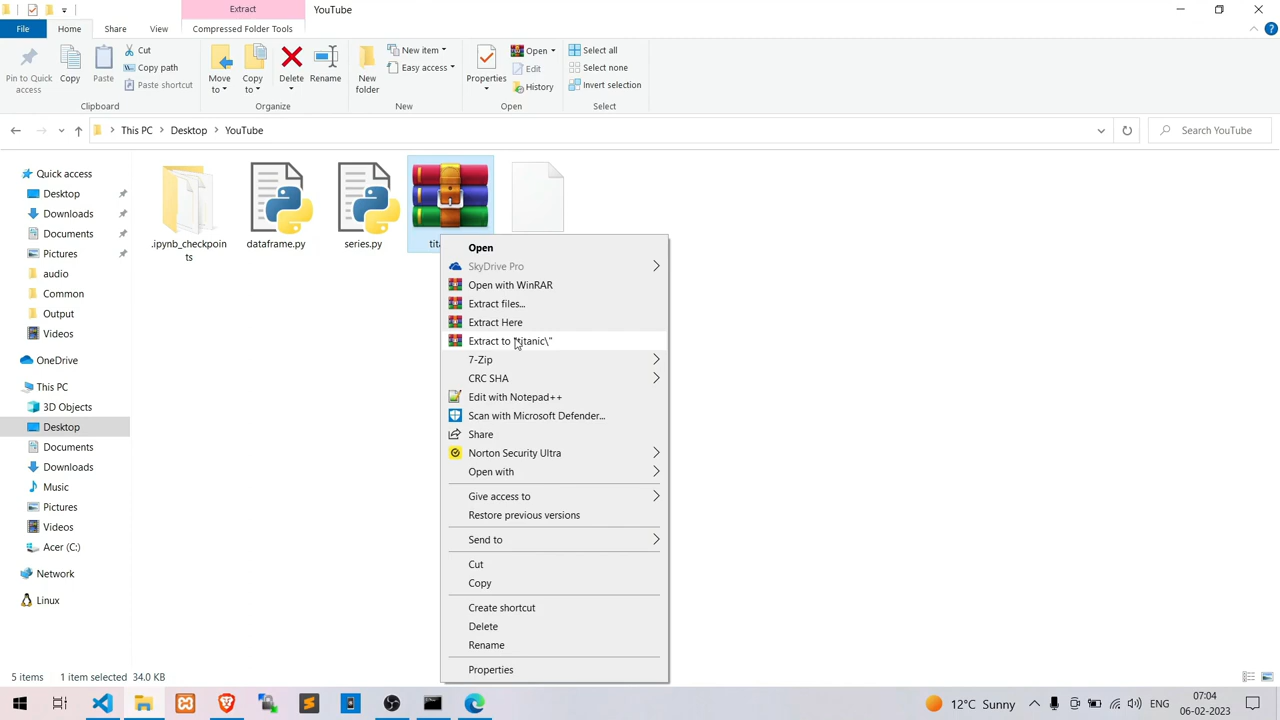 Extract
YouTube
File
Home
Share
View
Compressed Folder Tools
Pin to Quick access
Copy
Paste
Cut
Copy path
Paste shortcut
Clipboard
Move to
Copy to
Delete
Rename
Organize
New folder
New item
Easy access
New
Properties
Open
Edit
History
Open
Select all
Select none
Invert selection
Select
This PC
Desktop
YouTube
Search YouTube
Quick access
Desktop
Downloads
Documents
Pictures
audio
Common
Output
Videos
OneDrive
This PC
3D Objects
Desktop
Documents
Downloads
Music
Pictures
Videos
Acer (C:)
Network
Linux
.ipynb_checkpoin
ts
dataframe.py
series.py
Open
SkyDrive Pro
Open with WinRAR
Extract files...
Extract Here
Extract to "titanic\"
7-Zip
CRC SHA
Edit with Notepad++
Scan with Microsoft Defender...
Share
Norton Security Ultra
Open with
Give access to
Restore previous versions
Send to
Cut
Copy
Create shortcut
Delete
Rename
Properties
5 items
1 item selected
34.0 KB
12°C Sunny
ENG
07:04
06-02-2023